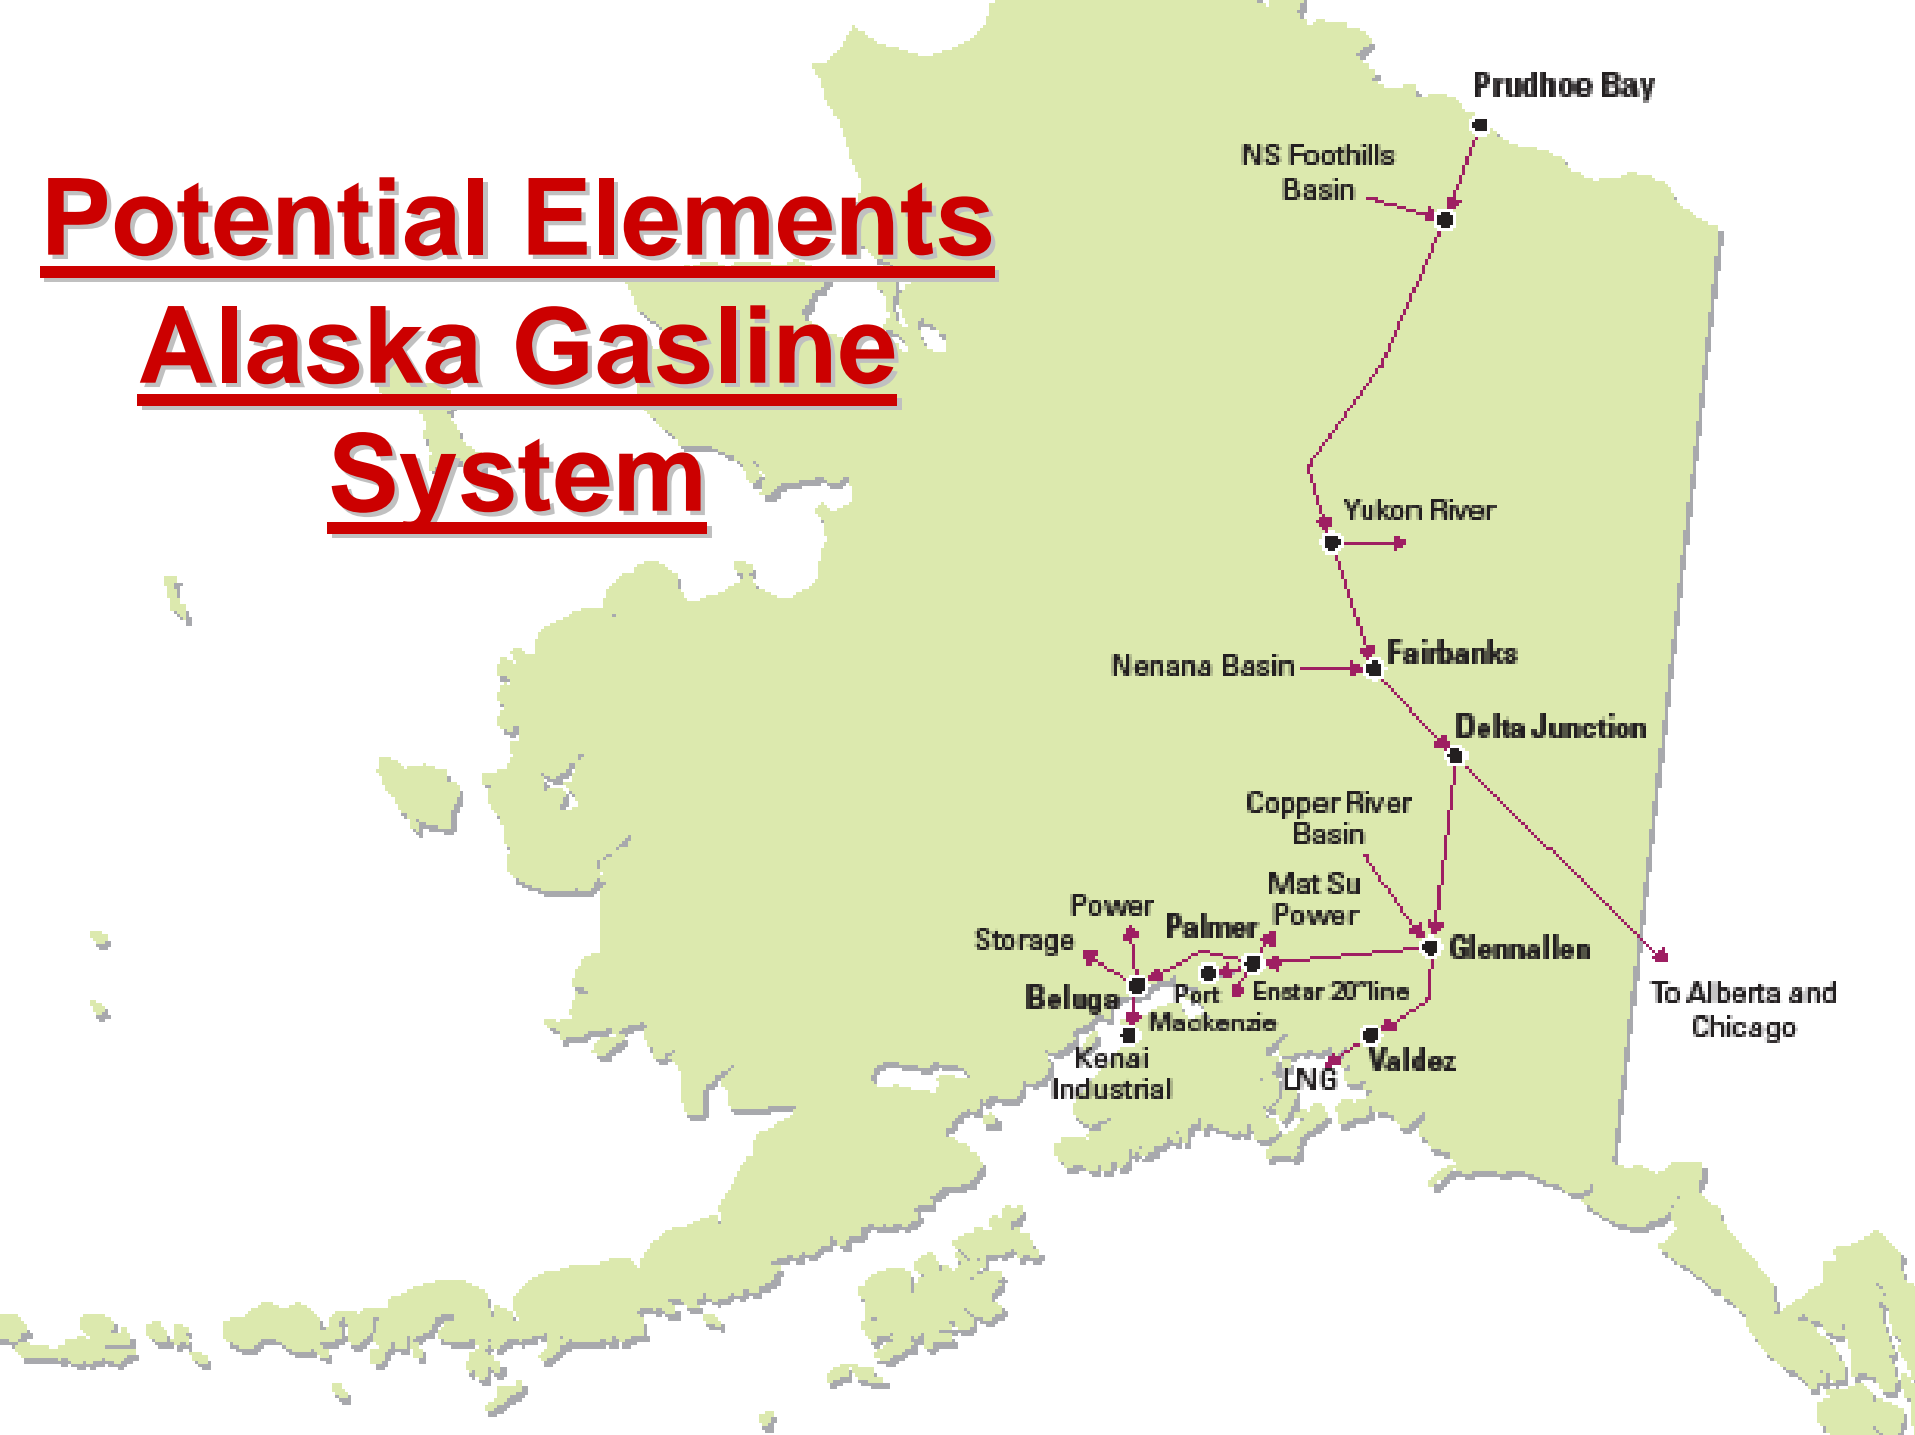 Potential Elements
Alaska Gasline
System
Prudhoe Bay
NS Foothills
Basin
Yukon River
Fairbanks
Nenana Basin
Delta Junction
Copper River
Basin
Mat Su
Power
Power
Palmer
Storage
Glennallen
Beluga
Port
Mackenzie
Enstar 20" line
To Alberta and
Chicago
Kenai
Industrial
Valdez
LNG